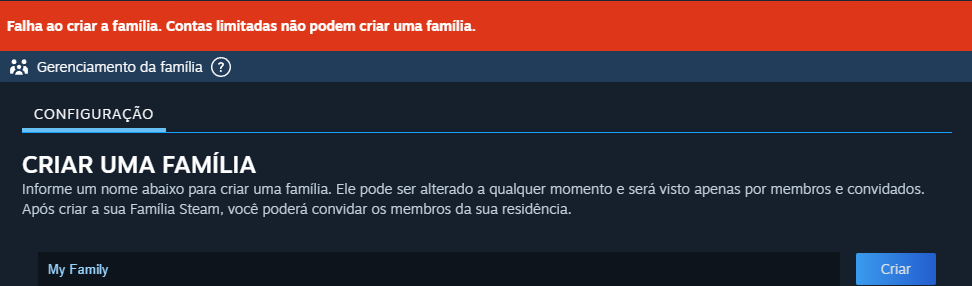 Falha ao criar a família. Contas limitadas não podem criar uma família.
Gerenciamento da família ?
CONFIGURAÇÃO
CRIAR UMA FAMÍLIA
Informe um nome abaixo para criar uma família. Ele pode ser alterado a qualquer momento e será visto apenas por membros e convidados.
Após criar a sua Família Steam, você poderá convidar os membros da sua residência.
My Family Criar